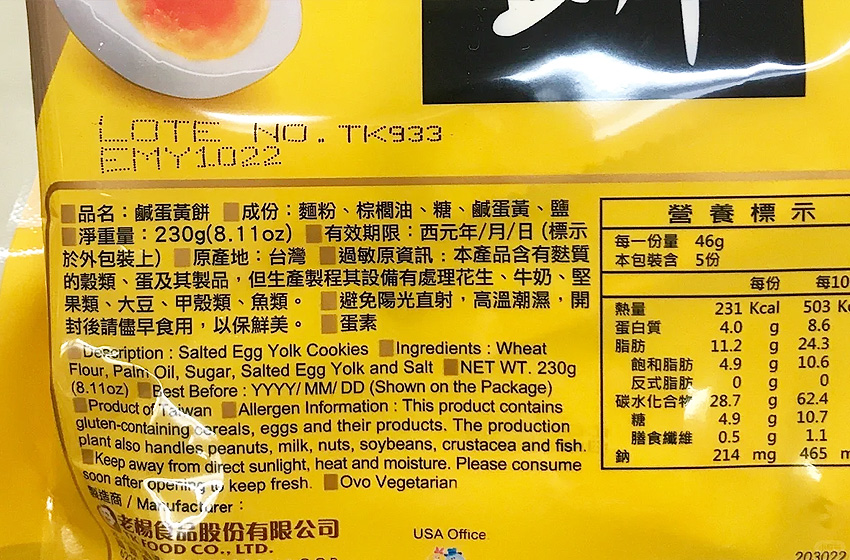 LOTE NO. TK933
EMY1022
品名：鹹蛋黃餅 成份：麵粉、棕櫚油、糖、鹹蛋黃、鹽
淨重量：230g(8.11oz) 有效期限：西元年/月/日 (標示
於外包裝上) 原產地：台灣 過敏原資訊：本產品含有麩質
的穀類、蛋及其製品，但生產製程其設備有處理花生、牛奶、堅
果類、大豆、甲殼類、魚類。 避免陽光直射，高溫潮濕，開
封後請儘早食用，以保鮮美。 蛋素
Description : Salted Egg Yolk Cookies Ingredients : Wheat
Flour, Palm Oil, Sugar, Salted Egg Yolk and Salt NET WT. 230g
(8.11oz) Best Before : YYYY/ MM/ DD (Shown on the Package)
Product of Taiwan Allergen Information : This product contains
gluten-containing cereals, eggs and their products. The production
plant also handles peanuts, milk, nuts, soybeans, crustacea and fish.
Keep away from direct sunlight, heat and moisture. Please consume
soon after opening to keep fresh. Ovo Vegetarian
製造商 / Manufacturer :
老楊食品股份有限公司
FOOD CO., LTD.
USA Office
營養標示
每一份量 46g
本包裝含 5份
每份 每10
熱量 231 Kcal 503
蛋白質 4.0 g 8.6
脂肪 11.2 g 24.3
飽和脂肪 4.9 g 10.6
反式脂肪 0 g 0
碳水化合物 28.7 g 62.4
糖 4.9 g 10.7
膳食纖維 0.5 g 1.1
鈉 214 mg 465
203022